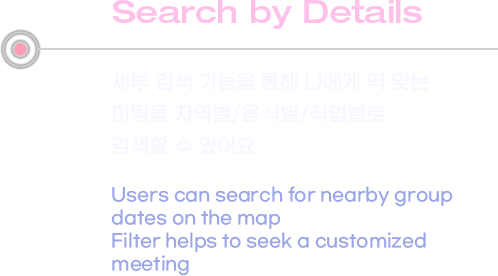 Search by Details
세부 검색 기능을 통해 나에게 딱 맞는
미팅을 지역별/음식별/직업별로
검색할 수 있어요
Users can search for nearby group
dates on the map
Filter helps to seek a customized
meeting